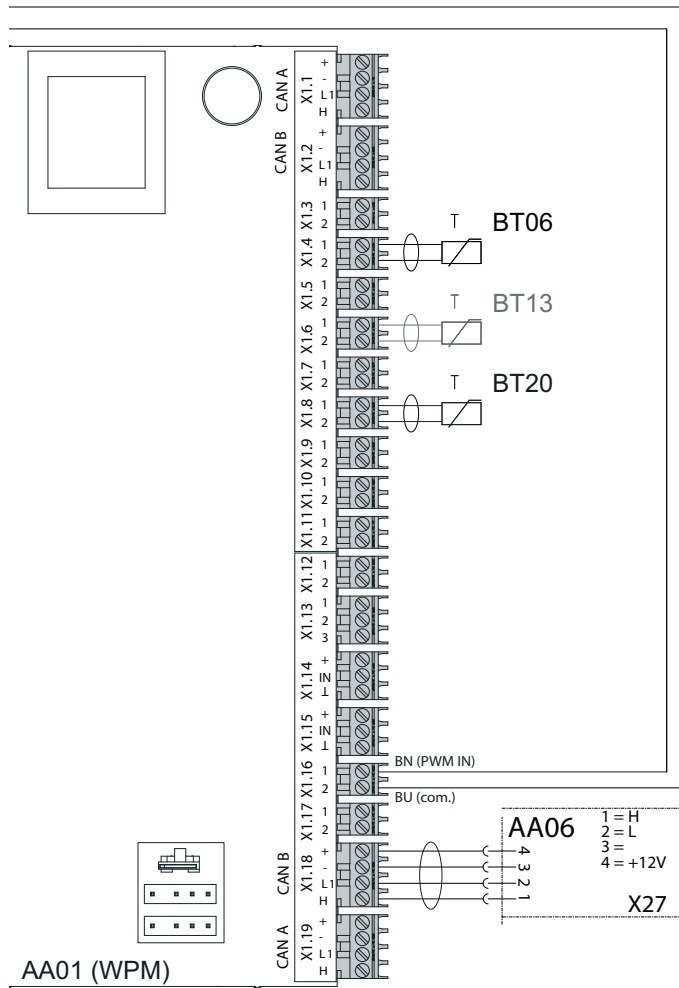 CAN A
X1.1
+
-
L1
H
CAN B
X1.2
+
-
L1
H
X1.3
1
2
T
BT06
X1.4
1
2
X1.5
1
2
T
BT13
X1.6
1
2
X1.7
1
2
T
BT20
X1.8
1
2
X1.9
1
2
X1.10
1
2
X1.11
1
2
X1.12
1
2
X1.13
1
2
3
X1.14
+
IN
⊥
X1.15
+
IN
⊥
BN (PWM IN)
X1.16
1
2
BU (com.)
X1.17
1
2
CAN B
X1.18
+
-
L1
H
4
3
2
1
AA06
1 = H
2 = L
3 =
4 = +12V
X27
CAN A
X1.19
+
-
L1
H
AA01 (WPM)